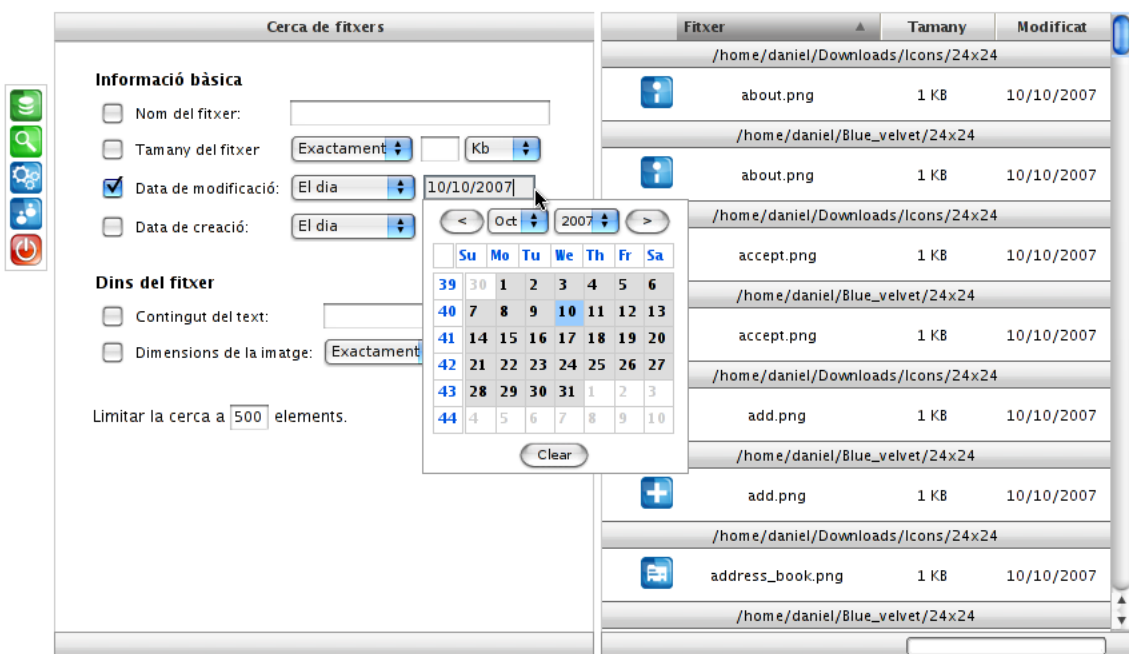 Cerca de fitxers
Informació bàsica
Nom del fitxer:
Tamany del fitxer Exactament Kb
Data de modificació: El dia 10/10/2007
Data de creació: El dia
Dins del fitxer
Contingut del text:
Dimensions de la imatge: Exactament
Limitar la cerca a 500 elements.
< Oct 2007 >
Su Mo Tu We Th Fr Sa
39 30 1 2 3 4 5 6
40 7 8 9 10 11 12 13
41 14 15 16 17 18 19 20
42 21 22 23 24 25 26 27
43 28 29 30 31 1 2 3
44 4 5 6 7 8 9 10
Clear
Fitxer Tamany Modificat
/home/daniel/Downloads/Icons/24x24
about.png 1 KB 10/10/2007
/home/daniel/Blue_velvet/24x24
about.png 1 KB 10/10/2007
/home/daniel/Downloads/Icons/24x24
accept.png 1 KB 10/10/2007
/home/daniel/Blue_velvet/24x24
accept.png 1 KB 10/10/2007
/home/daniel/Downloads/Icons/24x24
add.png 1 KB 10/10/2007
/home/daniel/Blue_velvet/24x24
add.png 1 KB 10/10/2007
/home/daniel/Downloads/Icons/24x24
address_book.png 1 KB 10/10/2007
/home/daniel/Blue_velvet/24x24